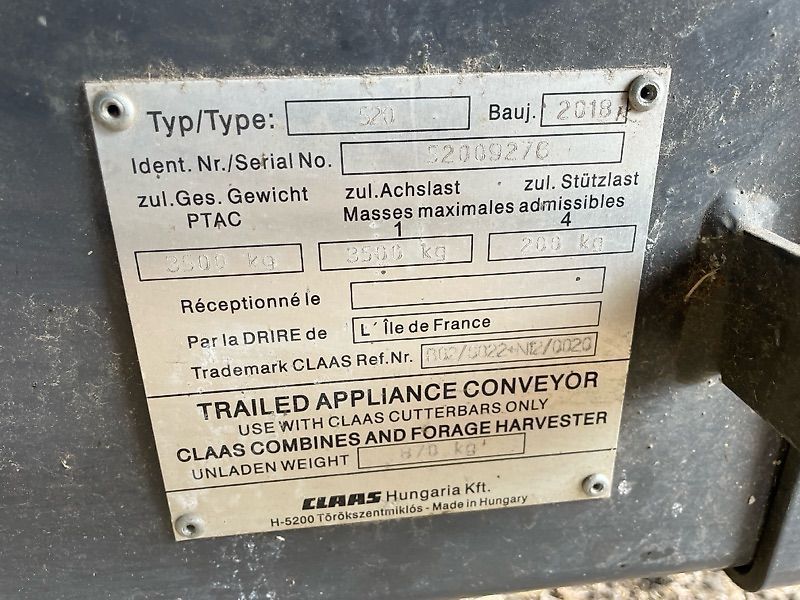 Typ/Type: 520 Bauj. 2018
Ident. Nr./Serial No. 52009276
zul.Ges. Gewicht zul.Achslast zul. Stützlast
PTAC Masses maximales admissibles
1 4
3500 kg 3500 kg 200 kg
Réceptionné le
Par la DRIRE de L´ Île de France
Trademark CLAAS Ref.Nr.
TRAILED APPLIANCE CONVEYOR
USE WITH CLAAS CUTTERBARS ONLY
CLAAS COMBINES AND FORAGE HARVESTER
UNLADEN WEIGHT 870 kg
CLAAS Hungaria Kft.
H-5200 Törökszentmiklós - Made in Hungary